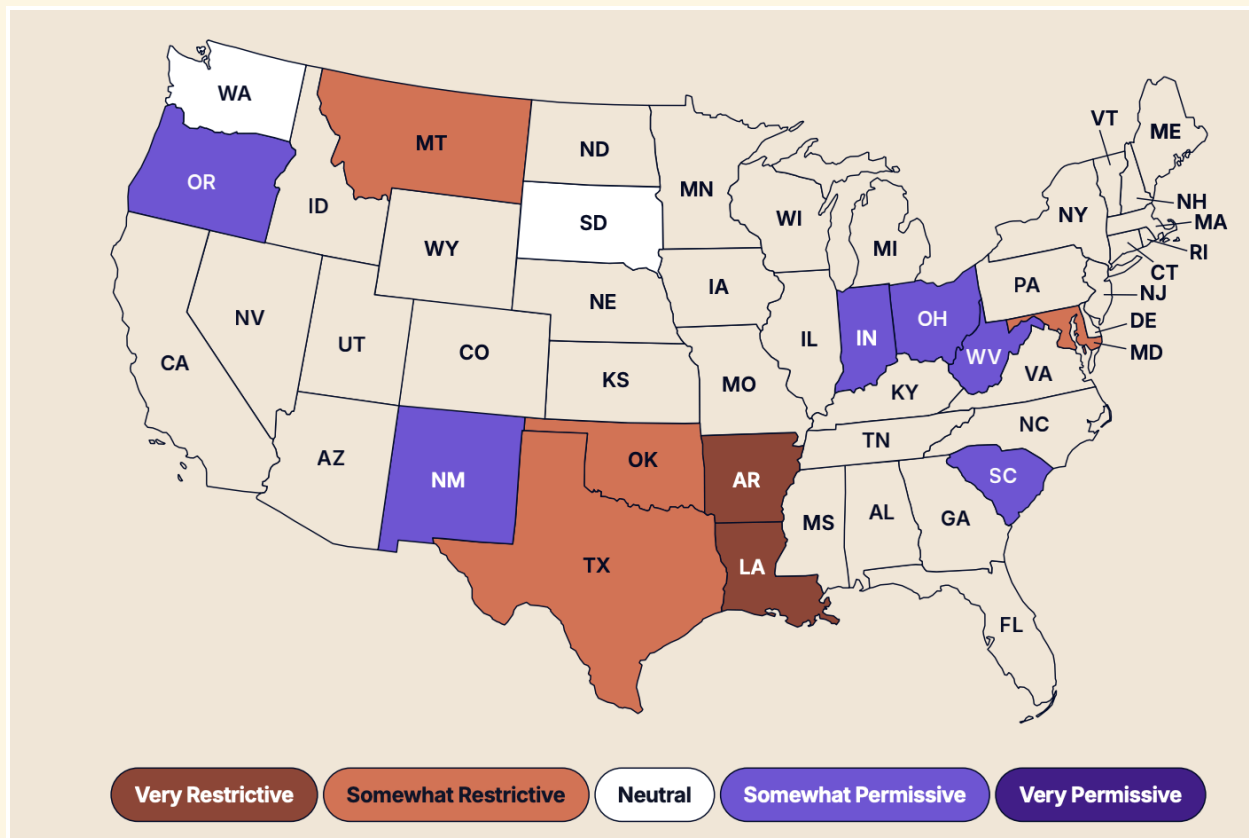 WA
MT
ND
MN
VT
ME
OR
ID
SD
WI
MI
NY
NH
MA
RI
WY
IA
PA
CT
NJ
NE
NV
UT
CO
IL
IN
OH
DE
MD
CA
KS
MO
WV
VA
KY
NC
AZ
NM
OK
AR
TN
SC
MS
AL
GA
TX
LA
FL
Very Restrictive
Somewhat Restrictive
Neutral
Somewhat Permissive
Very Permissive